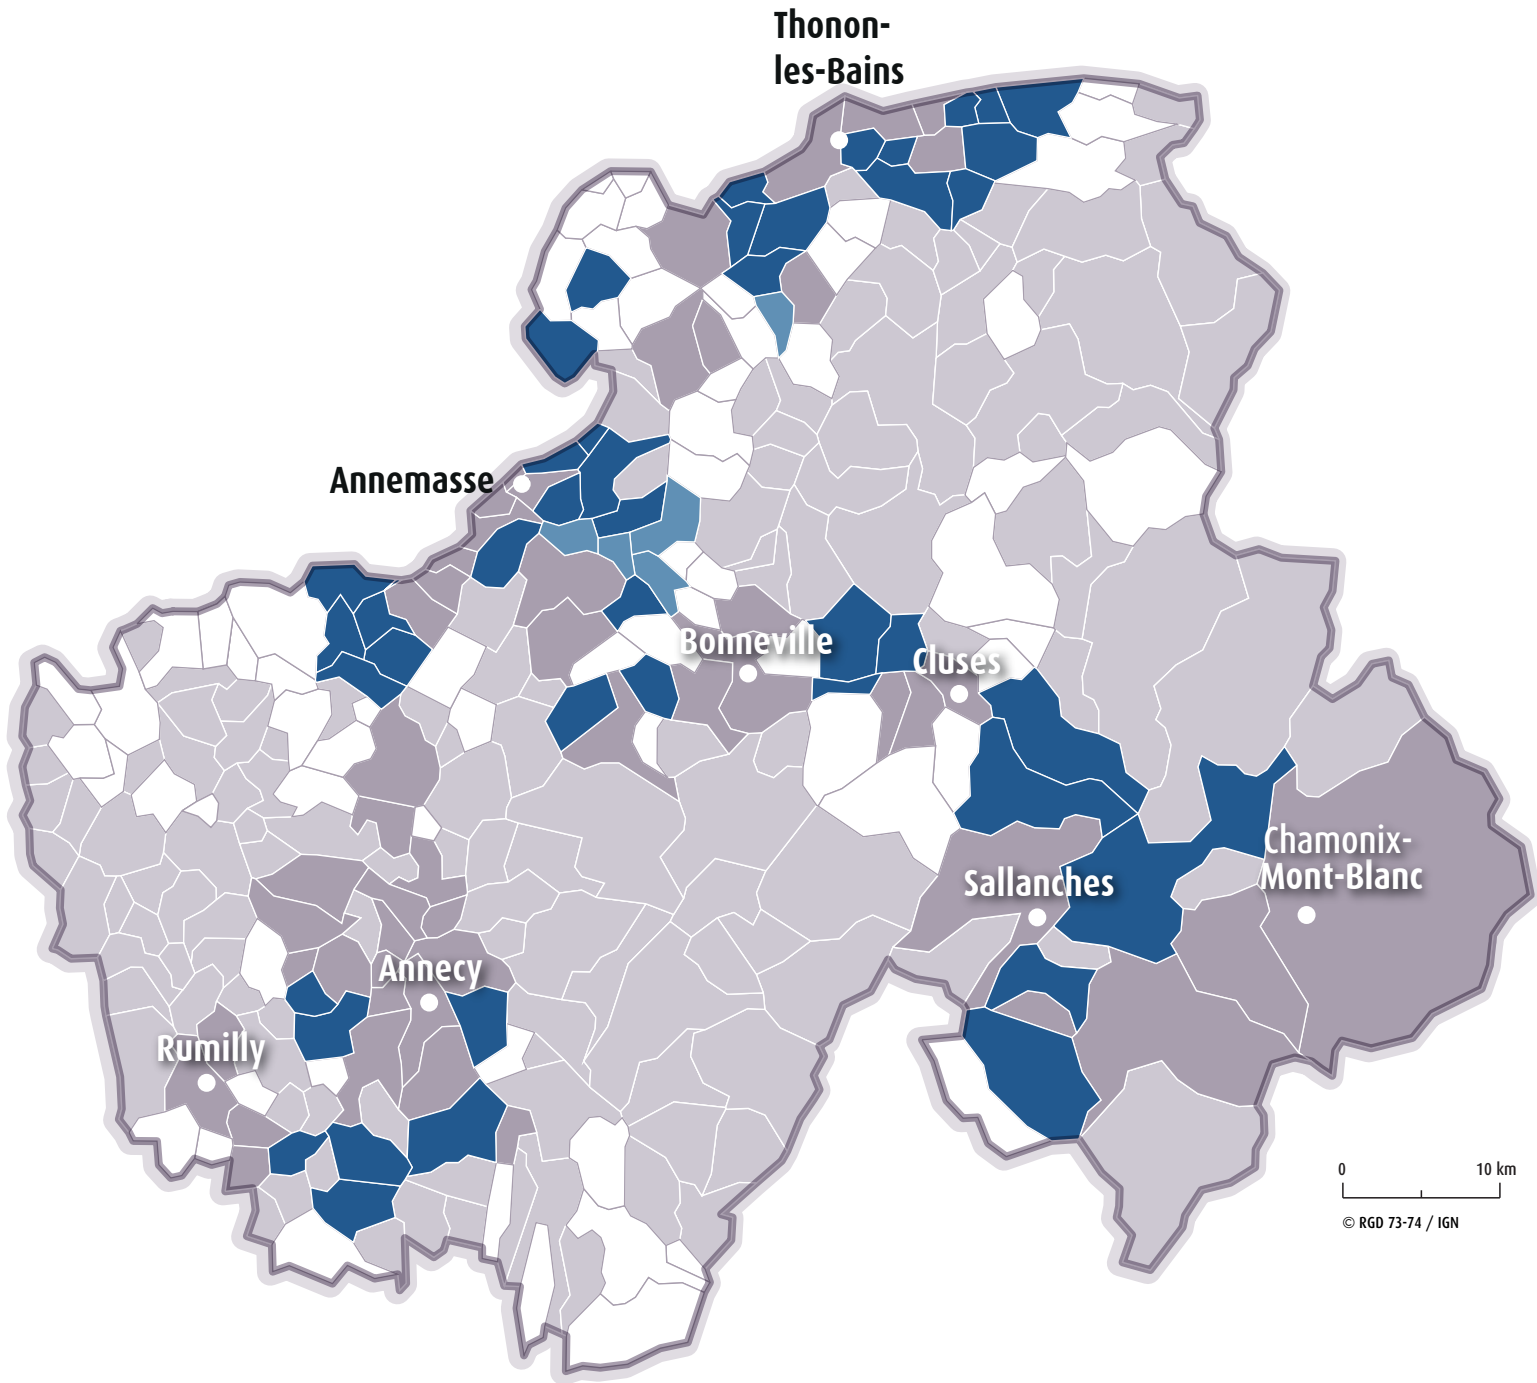 Thonon-
les-Bains
Annemasse
Bonneville
Cluses
Chamonix-
Mont-Blanc
Sallanches
Annecy
Rumilly
0 10 km
© RGD 73-74 / IGN